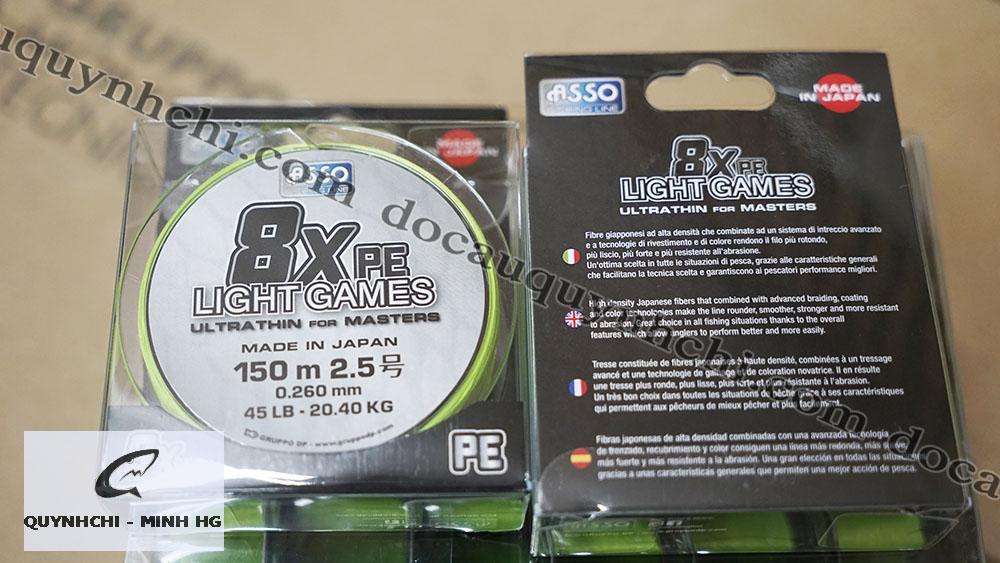 GRUPPO
ASSO
FISHING LINE
MADE
IN JAPAN
8X PE
LIGHT GAMES
ULTRATHIN FOR MASTERS
MADE IN JAPAN
150 m 2.5号
0.260 mm
45 LB - 20.40 KG
GRUPPO DP - www.gruppodp.com
PE
ASSO
FISHING LINE
MADE
IN JAPAN
8X PE
LIGHT GAMES
ULTRATHIN FOR MASTERS
Fibre giapponesi ad alta densità che combinate ad un sistema di intreccio avanzato
e a tecnologie di rivestimento e di colore rendono il filo più rotondo,
più liscio, più forte e più resistente all'abrasione.
Un'ottima scelta in tutte le situazioni di pesca, grazie alle caratteristiche generali
che facilitano la tecnica scelta e garantiscono ai pescatori performance migliori.
High density Japanese fibers that combined with advanced braiding, coating
and color technologies make the line rounder, smoother, stronger and more resistant
to abrasion. Great choice in all fishing situations thanks to the overall
features which allow anglers to perform better and more easily.
Tresse constituée de fibres japonaises à haute densité, combinées à un tressage
avancé et une technologie de gainage et de coloration novatrice. Il en résulte
une tresse plus ronde, plus lisse, plus résistante à l'abrasion.
Un très bon choix dans toutes les situations de pêche grâce à ses caractéristiques
qui permettent aux pêcheurs de mieux pêcher et plus facilement.
Fibras japonesas de alta densidad combinadas con una avanzada tecnología
de trenzado, recubrimiento y color consiguen una línea más redonda, más suave,
más fuerte y más resistente a la abrasión. Una gran elección en todas las situaciones
gracias a unas características generales que permiten una mejor acción de pesca.
ASSO
QUYNHCHI - MINH HG
docauquynhchi.com docauquynhchi.com